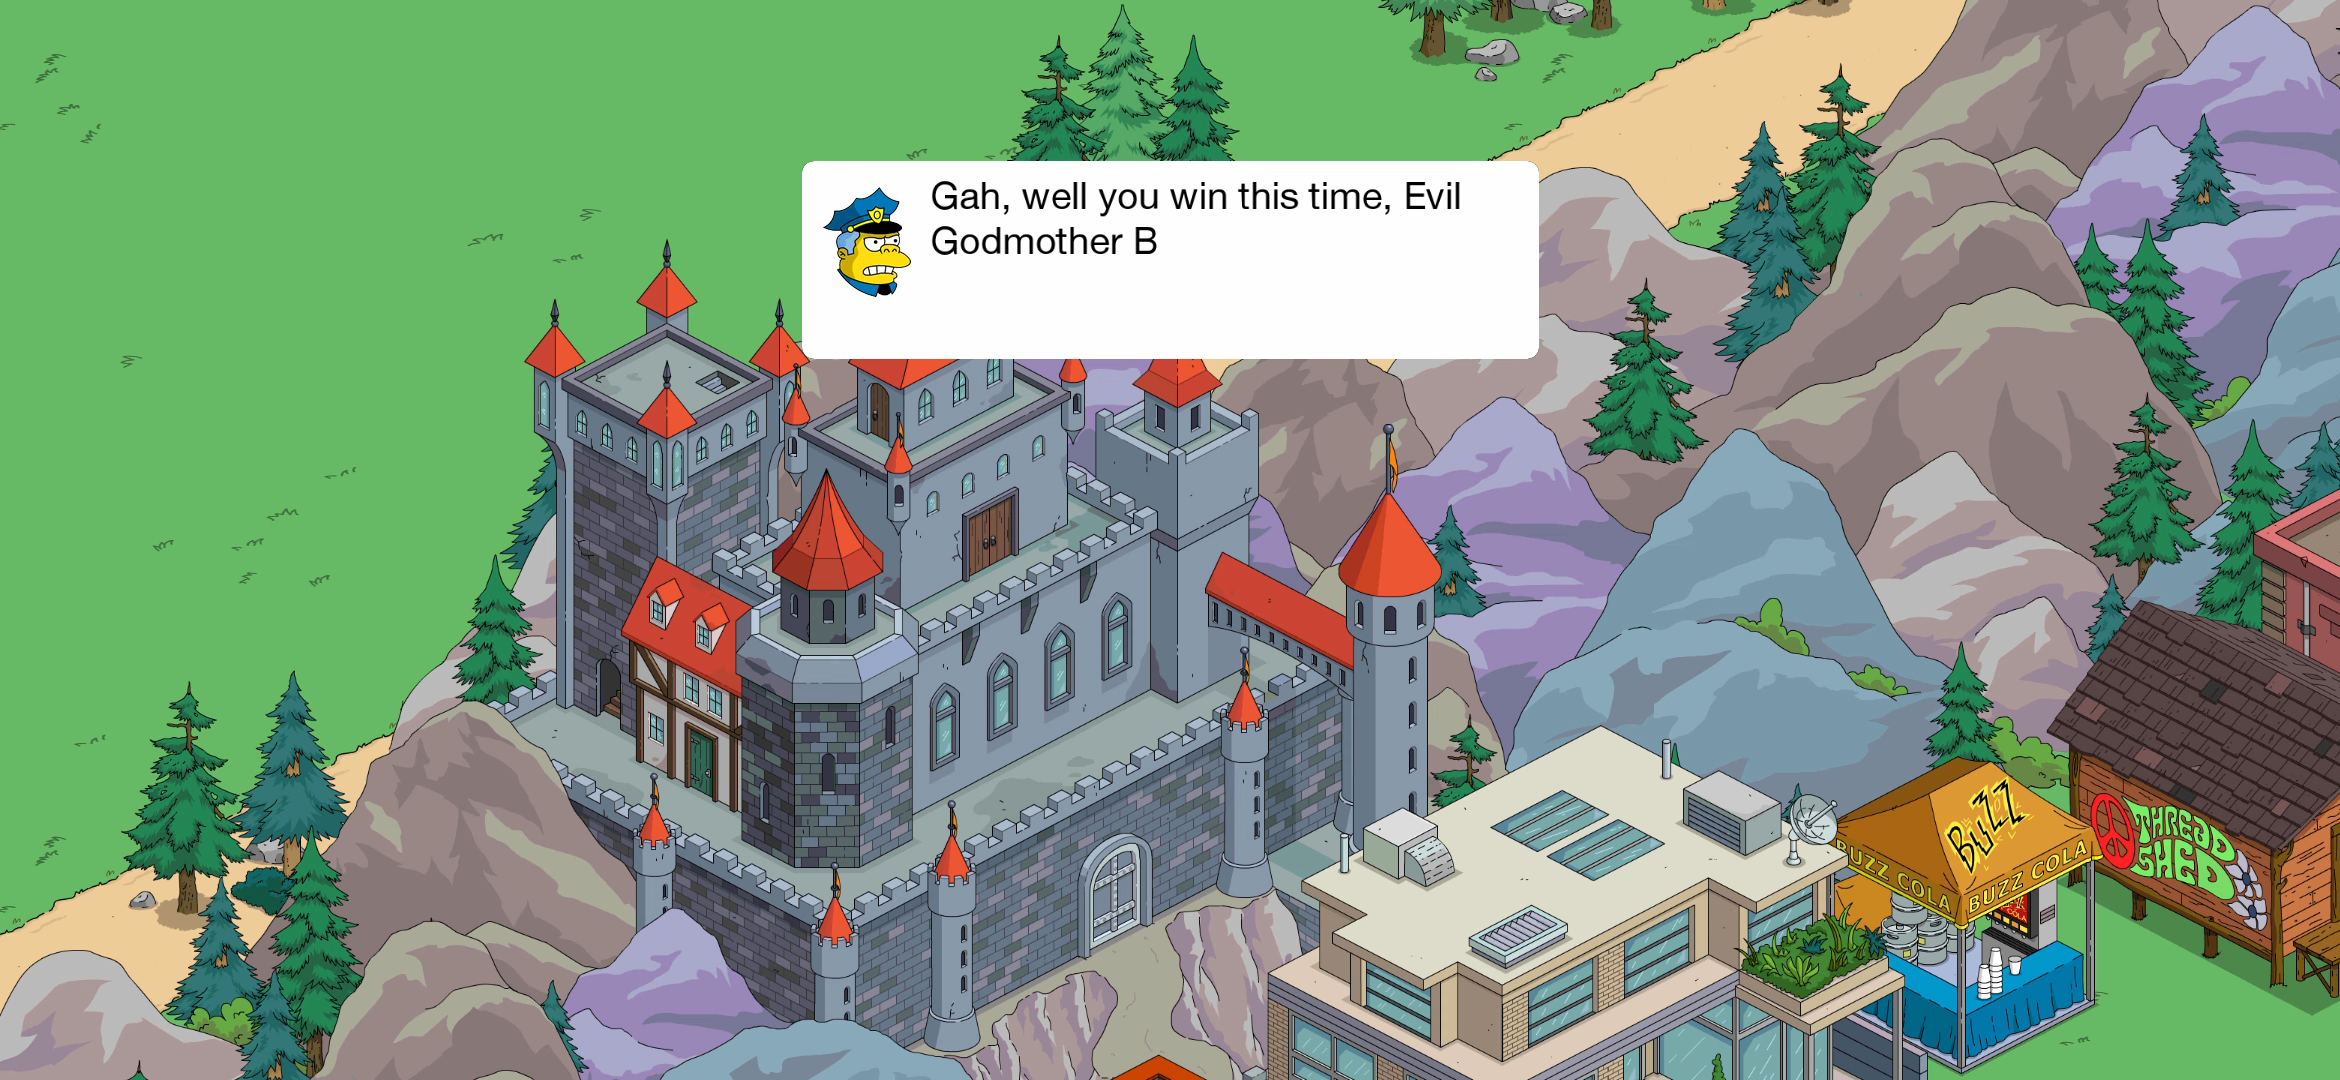 Gah, well you win this time, Evil
Godmother B
BUZZ
BUZZ COLA
BUZZ COLA
THREAD
SHED